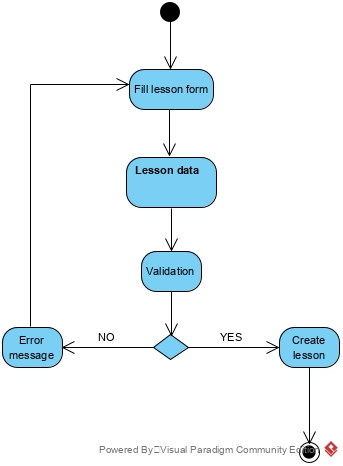 Fill lesson form
Lesson data
Validation
NO
YES
Error
message
Create
lesson
Powered By Visual Paradigm Community Edition